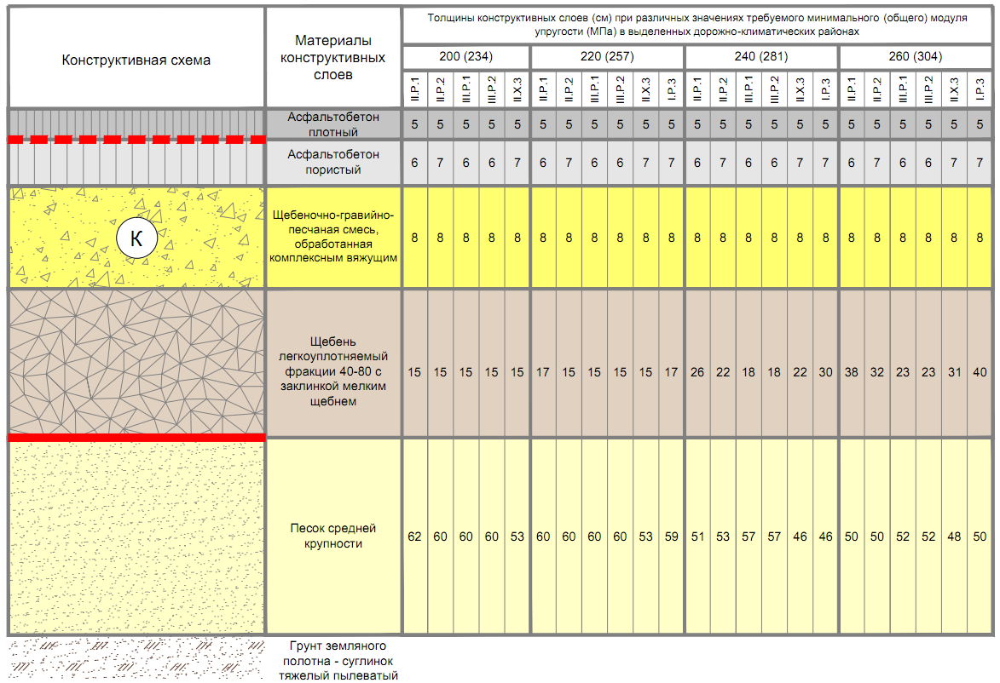 Конструктивная схема
Материалы
конструктивных
слоев
Толщины конструктивных слоев (см) при различных значениях требуемого минимального (общего) модуля
упругости (МПа) в выделенных дорожно-климатических районах
200 (234) 220 (257) 240 (281) 260 (304)
II.Р.1 II.Р.2 III.Р.1 III.Р.2 II.Х.3 II.Р.1 II.Р.2 III.Р.1 III.Р.2 II.Х.3 I.Р.3 II.Р.1 II.Р.2 III.Р.1 III.Р.2 II.Х.3 I.Р.3 II.Р.1 II.Р.2 III.Р.1 III.Р.2 II.Х.3 I.Р.3
Асфальтобетон
плотный
5 5 5 5 5 5 5 5 5 5 5 5 5 5 5 5 5 5 5 5 5 5 5
Асфальтобетон
пористый
6 7 6 6 7 6 7 6 6 7 7 6 7 6 6 7 7 6 7 6 6 7 7
К
Щебеночно-гравийно-
песчаная смесь,
обработанная
комплексным вяжущим
8 8 8 8 8 8 8 8 8 8 8 8 8 8 8 8 8 8 8 8 8 8 8
Щебень
легкоуплотняемый
фракции 40-80 с
заклинкой мелким
щебнем
15 15 15 15 15 17 15 15 15 15 17 26 22 18 18 22 30 38 32 23 23 31 40
Песок средней
крупности
62 60 60 60 53 60 60 60 60 53 59 51 53 57 57 46 46 50 50 52 52 48 50
Грунт земляного
полотна - суглинок
тяжелый пылеватый